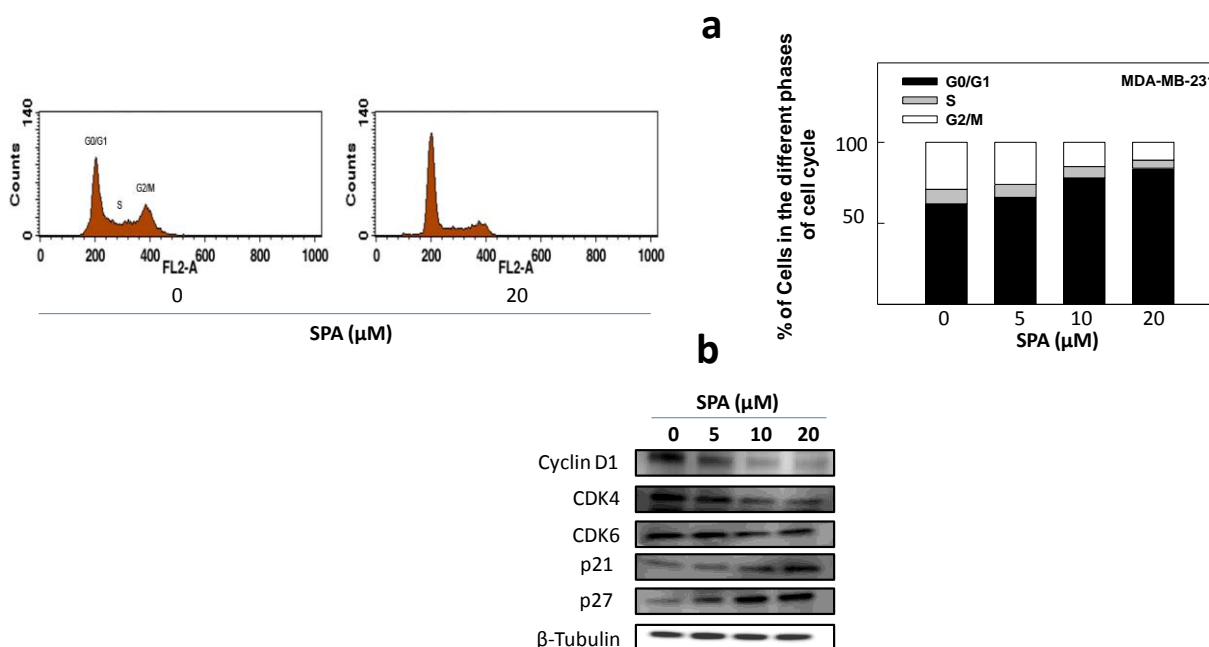 a
140
Counts
0
G0/G1
S
G2/M
0 200 400 600 800 1000
FL2-A
0
140
Counts
0
0 200 400 600 800 1000
FL2-A
20
SPA (µM)
% of Cells in the different phases
of cell cycle
G0/G1
S
G2/M
MDA-MB-231
100
50
0 5 10 20
SPA (µM)
b
SPA (µM)
0 5 10 20
Cyclin D1
CDK4
CDK6
p21
p27
β-Tubulin